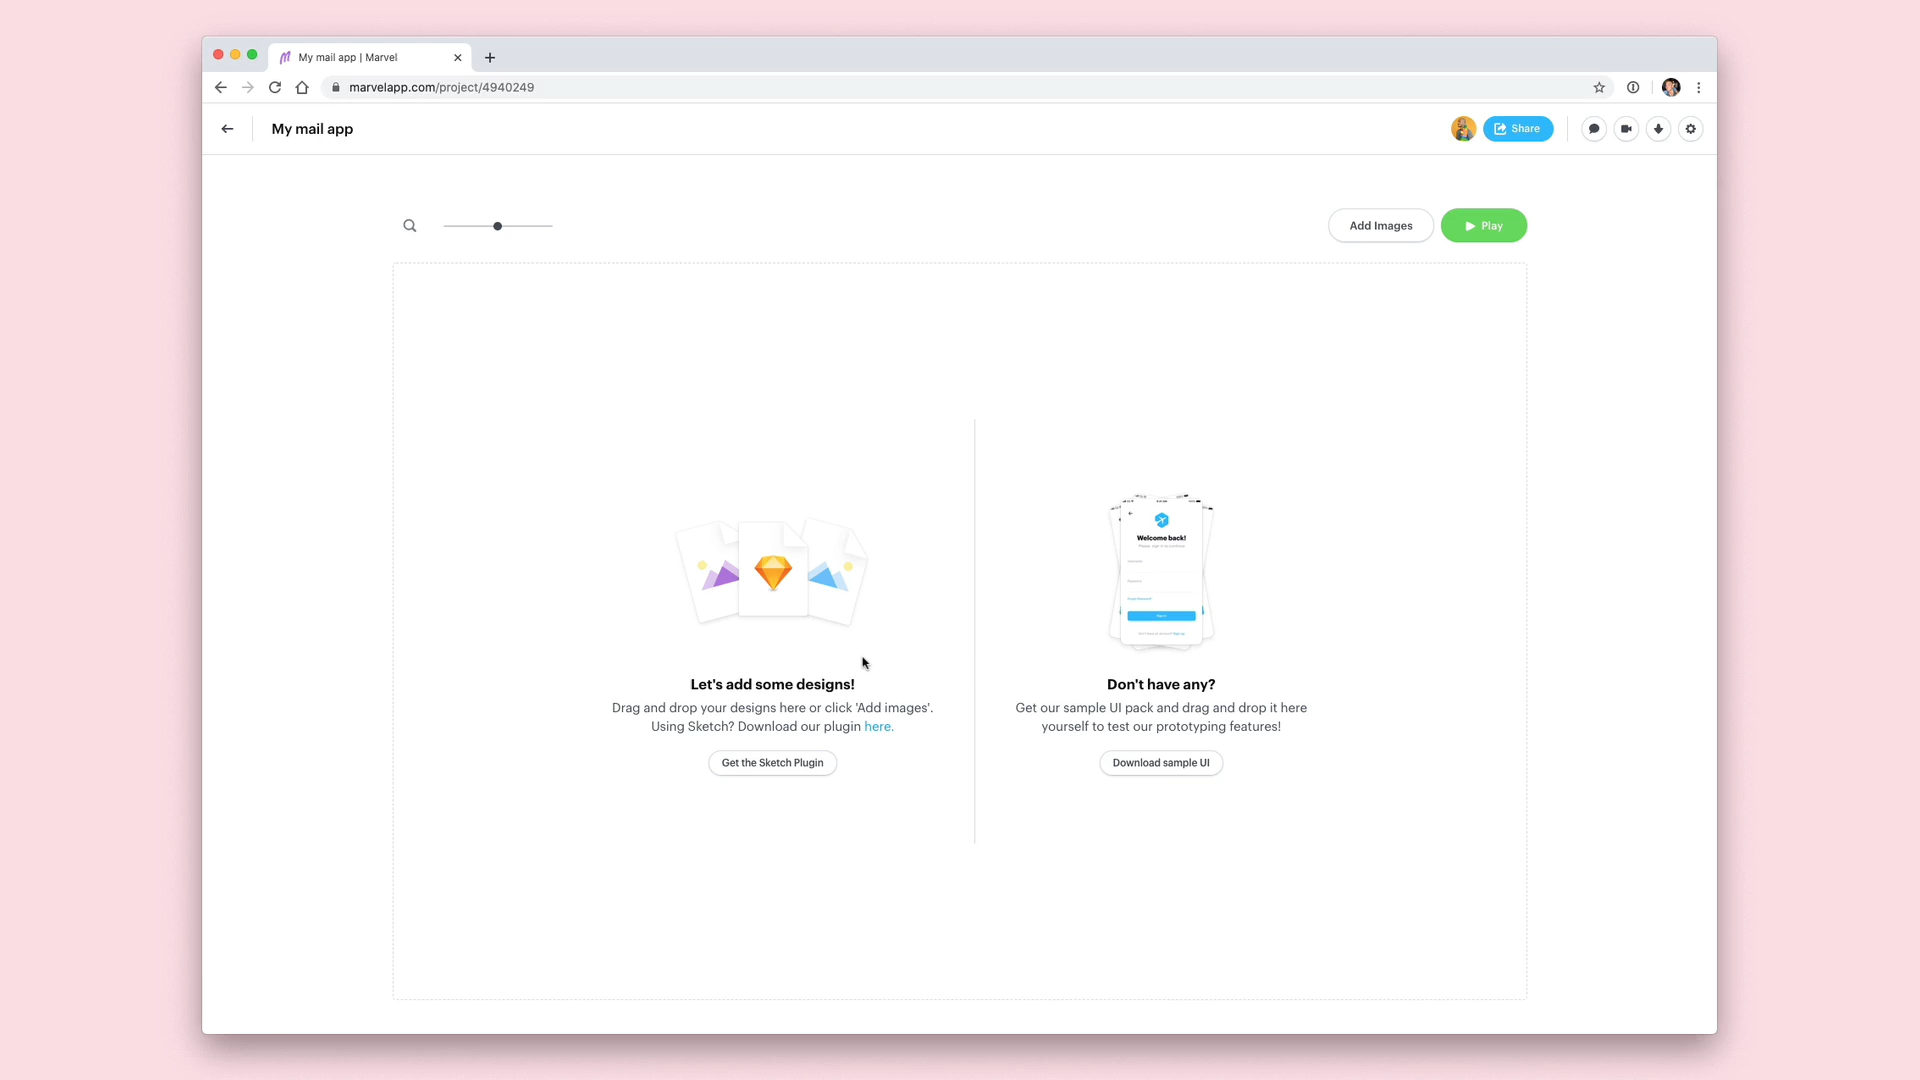 My mail app | Marvel
marvelapp.com/project/4940249
My mail app
Share
Add Images
Play
Welcome back!
Let's add some designs!
Drag and drop your designs here or click 'Add images'.
Using Sketch? Download our plugin here.
Get the Sketch Plugin
Don't have any?
Get our sample UI pack and drag and drop it here
yourself to test our prototyping features!
Download sample UI